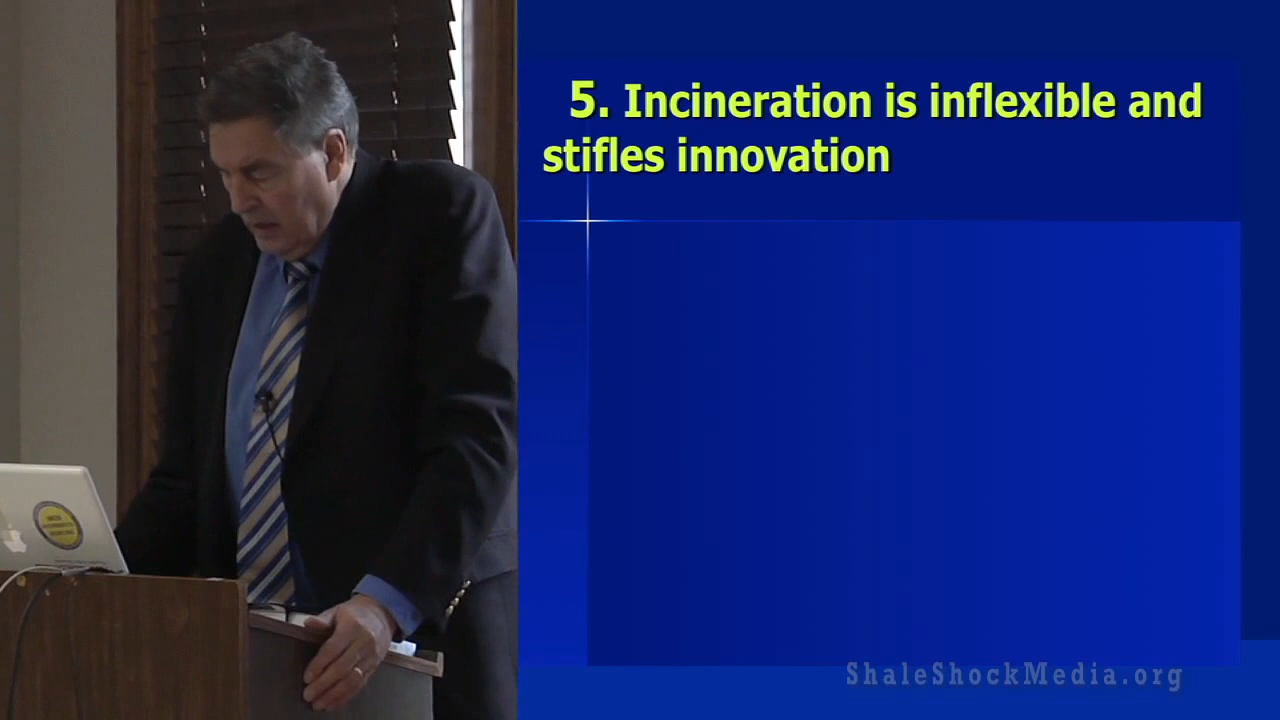 5. Incineration is inflexible and
stifles innovation
ShaleShockMedia.org